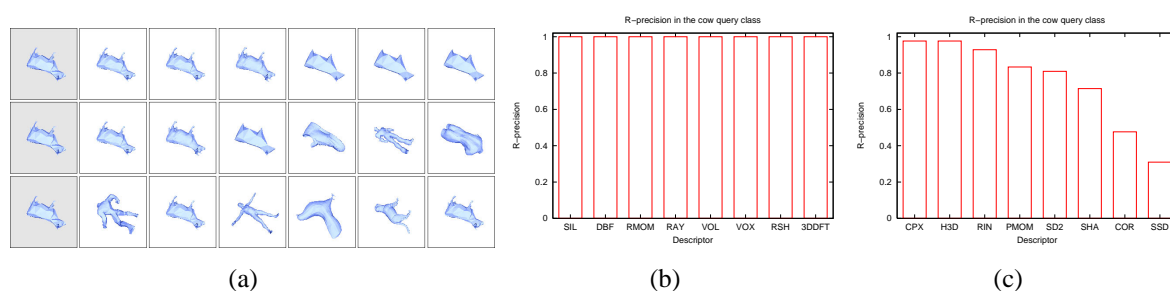 R-precision in the cow query class
1
0.8
0.6
0.4
0.2
0
R-precision
SIL DBF RMOM RAY VOL VOX RSH 3DDFT
Descriptor
R-precision in the cow query class
1
0.8
0.6
0.4
0.2
0
R-precision
CPX H3D RIN PMOM SD2 SHA COR SSD
Descriptor
(a) (b) (c)